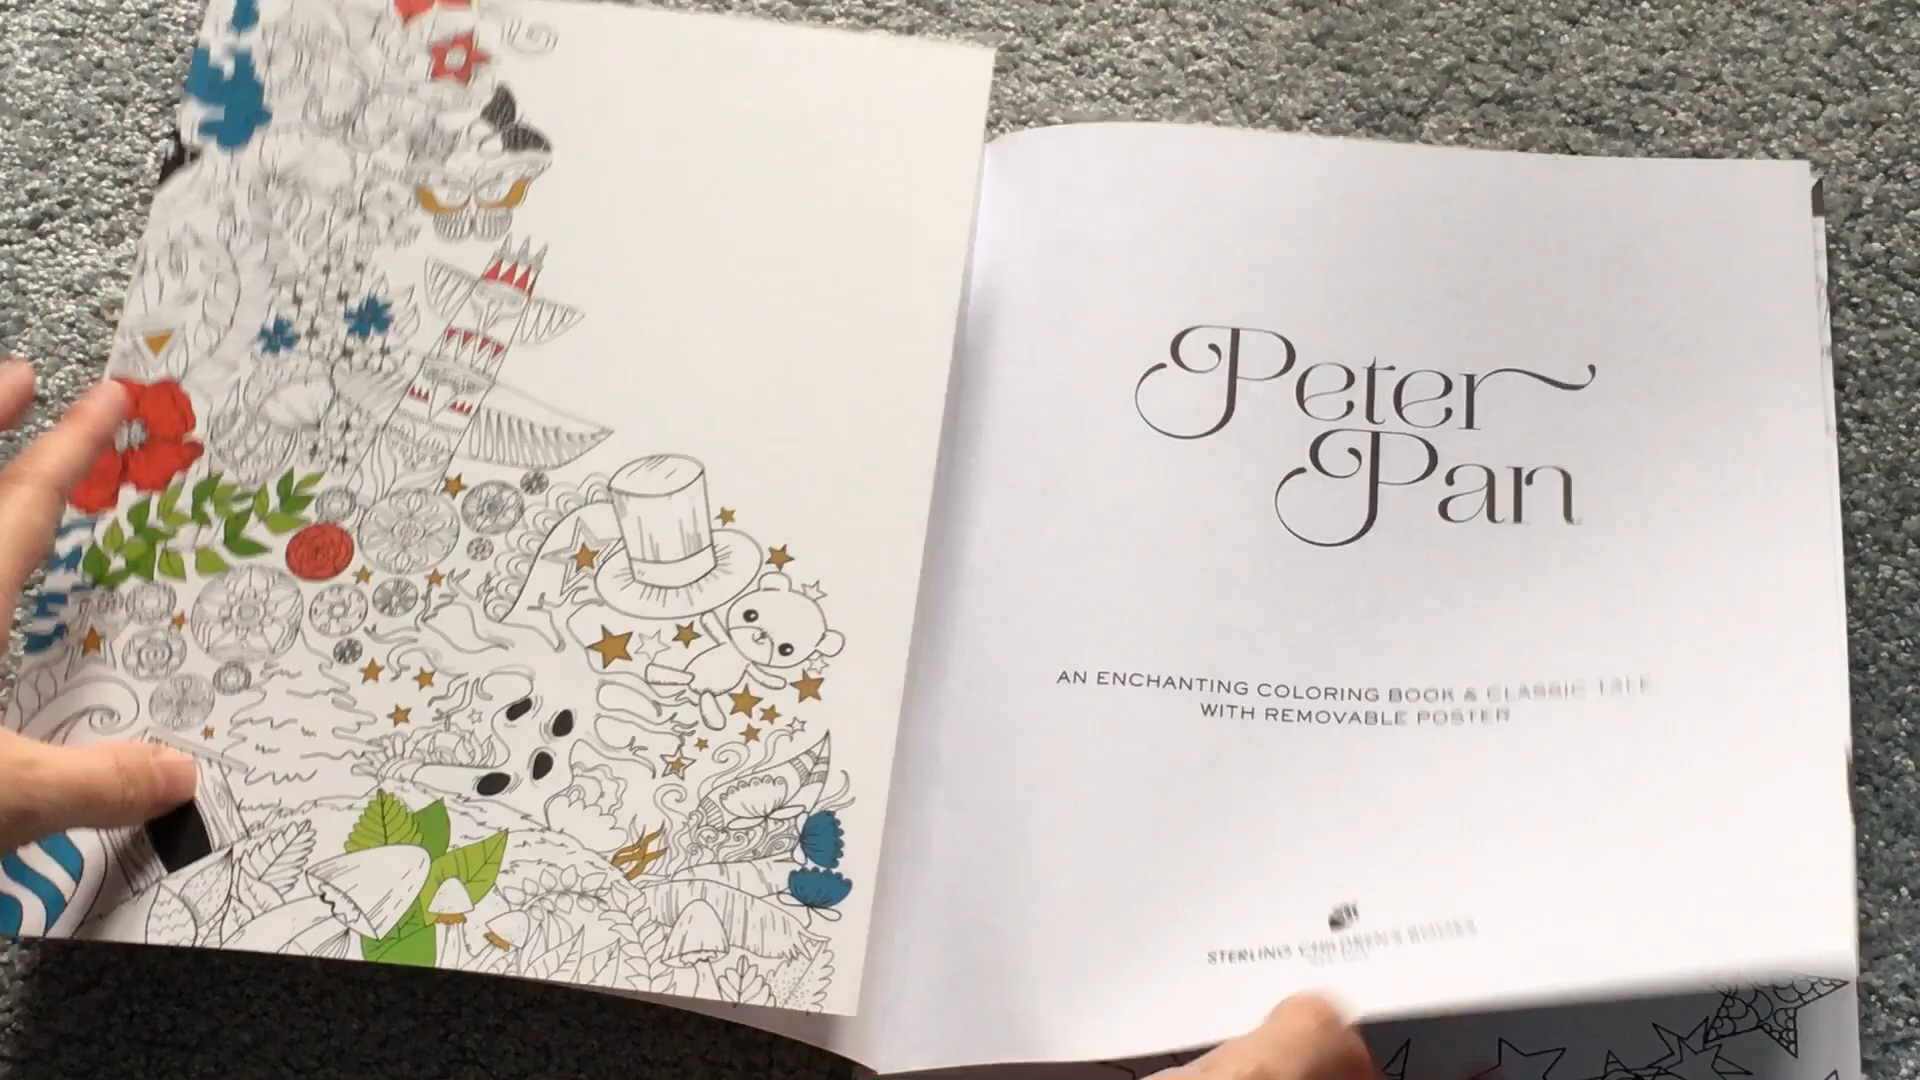 Peter
Pan
AN ENCHANTING COLORING BOOK & CLASSIC TALE
WITH REMOVABLE POSTER
STERLING CHILDREN'S BOOKS